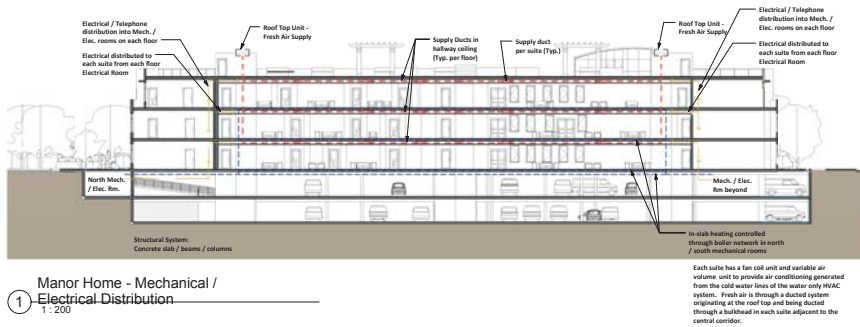 Electrical / Telephone
distribution into Mech. /
Elec. rooms on each floor
Electrical distributed to
each suite from each floor
Electrical Room
Roof Top Unit -
Fresh Air Supply
Supply Ducts in
hallway ceiling
(Typ. per floor)
Supply duct
per suite (Typ.)
Roof Top Unit -
Fresh Air Supply
Electrical / Telephone
distribution into Mech. /
Elec. rooms on each floor
Electrical distributed to
each suite from each floor
Electrical Room
North Mech.
/ Elec. Rm.
Mech. / Elec.
Rm beyond
Structural System:
Concrete slab / beams / columns
In-slab heating controlled
through boiler network in north
/ south mechanical rooms
Each suite has a fan coil unit and variable air
volume unit to provide air conditioning generated
from the cold water lines of the water only HVAC
system. Fresh air is through a ducted system
originating at the roof top and being ducted
through a bulkhead in each suite adjacent to the
central corridor.
1
Manor Home - Mechanical /
Electrical Distribution
1 : 200